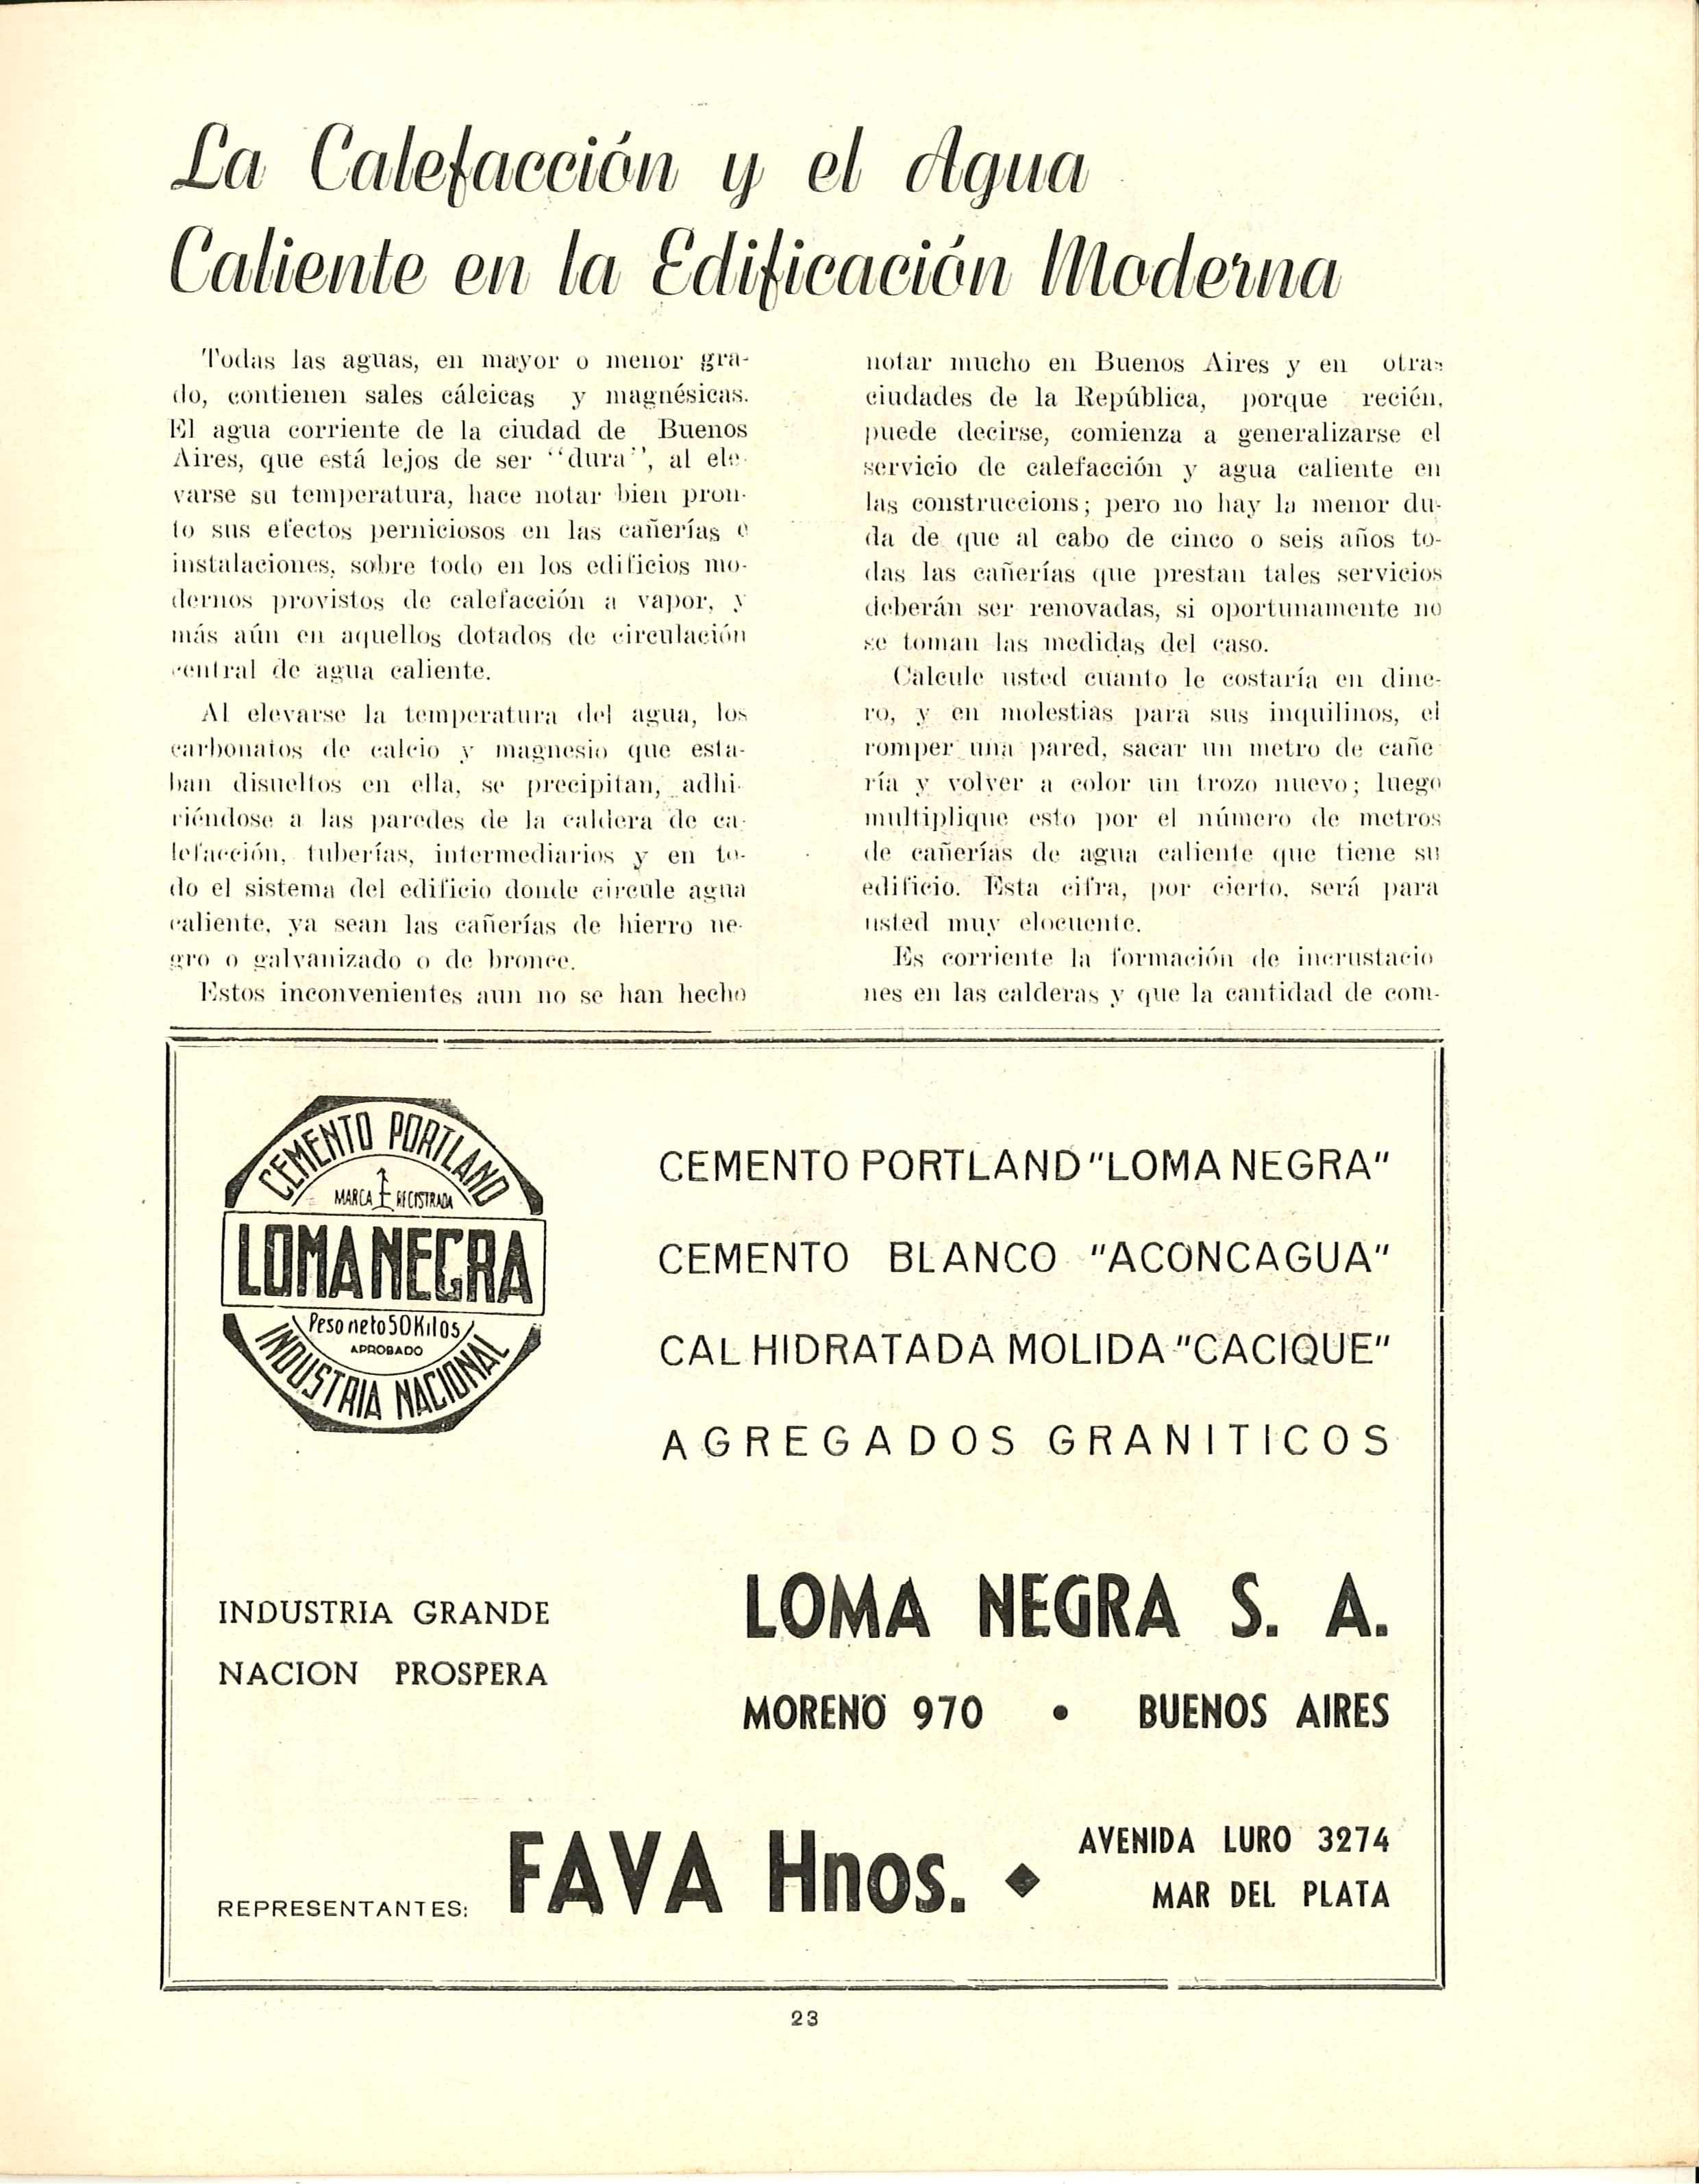 La Calefacción y el Agua
Caliente en la Edificación Moderna
Todas las aguas, en mayor o menor gra-
do, contienen sales cálcicas y magnésicas.
El agua corriente de la ciudad de Buenos
Aires, que está lejos de ser "dura", al ele-
varse su temperatura, hace notar bien pron-
to sus efectos perniciosos en las cañerías e
instalaciones, sobre todo en los edificios mo-
dernos provistos de calefacción a vapor, y
más aún en aquellos dotados de circulación
central de agua caliente.
Al elevarse la temperatura del agua, los
carbonatos de calcio y magnesio que esta-
ban disueltos en ella, se precipitan, adhi-
riéndose a las paredes de la caldera de ca-
lefacción, tuberías, intermediarios y en to-
do el sistema del edificio donde circule agua
caliente, ya sean las cañerías de hierro ne-
gro o galvanizado o de bronce.
Estos inconvenientes aun no se han hecho
notar mucho en Buenos Aires y en otras
ciudades de la República, porque recién,
puede decirse, comienza a generalizarse el
servicio de calefacción y agua caliente en
las construccions; pero no hay la menor du-
da de que al cabo de cinco o seis años to-
das las cañerías que prestan tales servicios
deberán ser renovadas, si oportunamente no
se toman las medidas del caso.
Calcule usted cuanto le costaría en dine-
ro, y en molestias para sus inquilinos, el
romper una pared, sacar un metro de cañe
ría y volver a color un trozo nuevo; luego
multiplique esto por el número de metros
de cañerías de agua caliente que tiene su
edificio. Esta cifra, por cierto, será para
usted muy elocuente.
Es corriente la formación de incrustacio
nes en las calderas y que la cantidad de com-
CEMENTO PORTLAND
MARCA REGISTRADA
LOMA NEGRA
Peso neto 50 Kilos
APROBADO
INDUSTRIA NACIONAL
CEMENTO PORTLAND "LOMA NEGRA"
CEMENTO BLANCO "ACONCAGUA"
CAL HIDRATADA MOLIDA "CACIQUE"
AGREGADOS GRANITICOS
INDUSTRIA GRANDE
NACION PROSPERA
LOMA NEGRA S. A.
MORENO 970 • BUENOS AIRES
REPRESENTANTES: FAVA Hnos. ◆
AVENIDA LURO 3274
MAR DEL PLATA
23